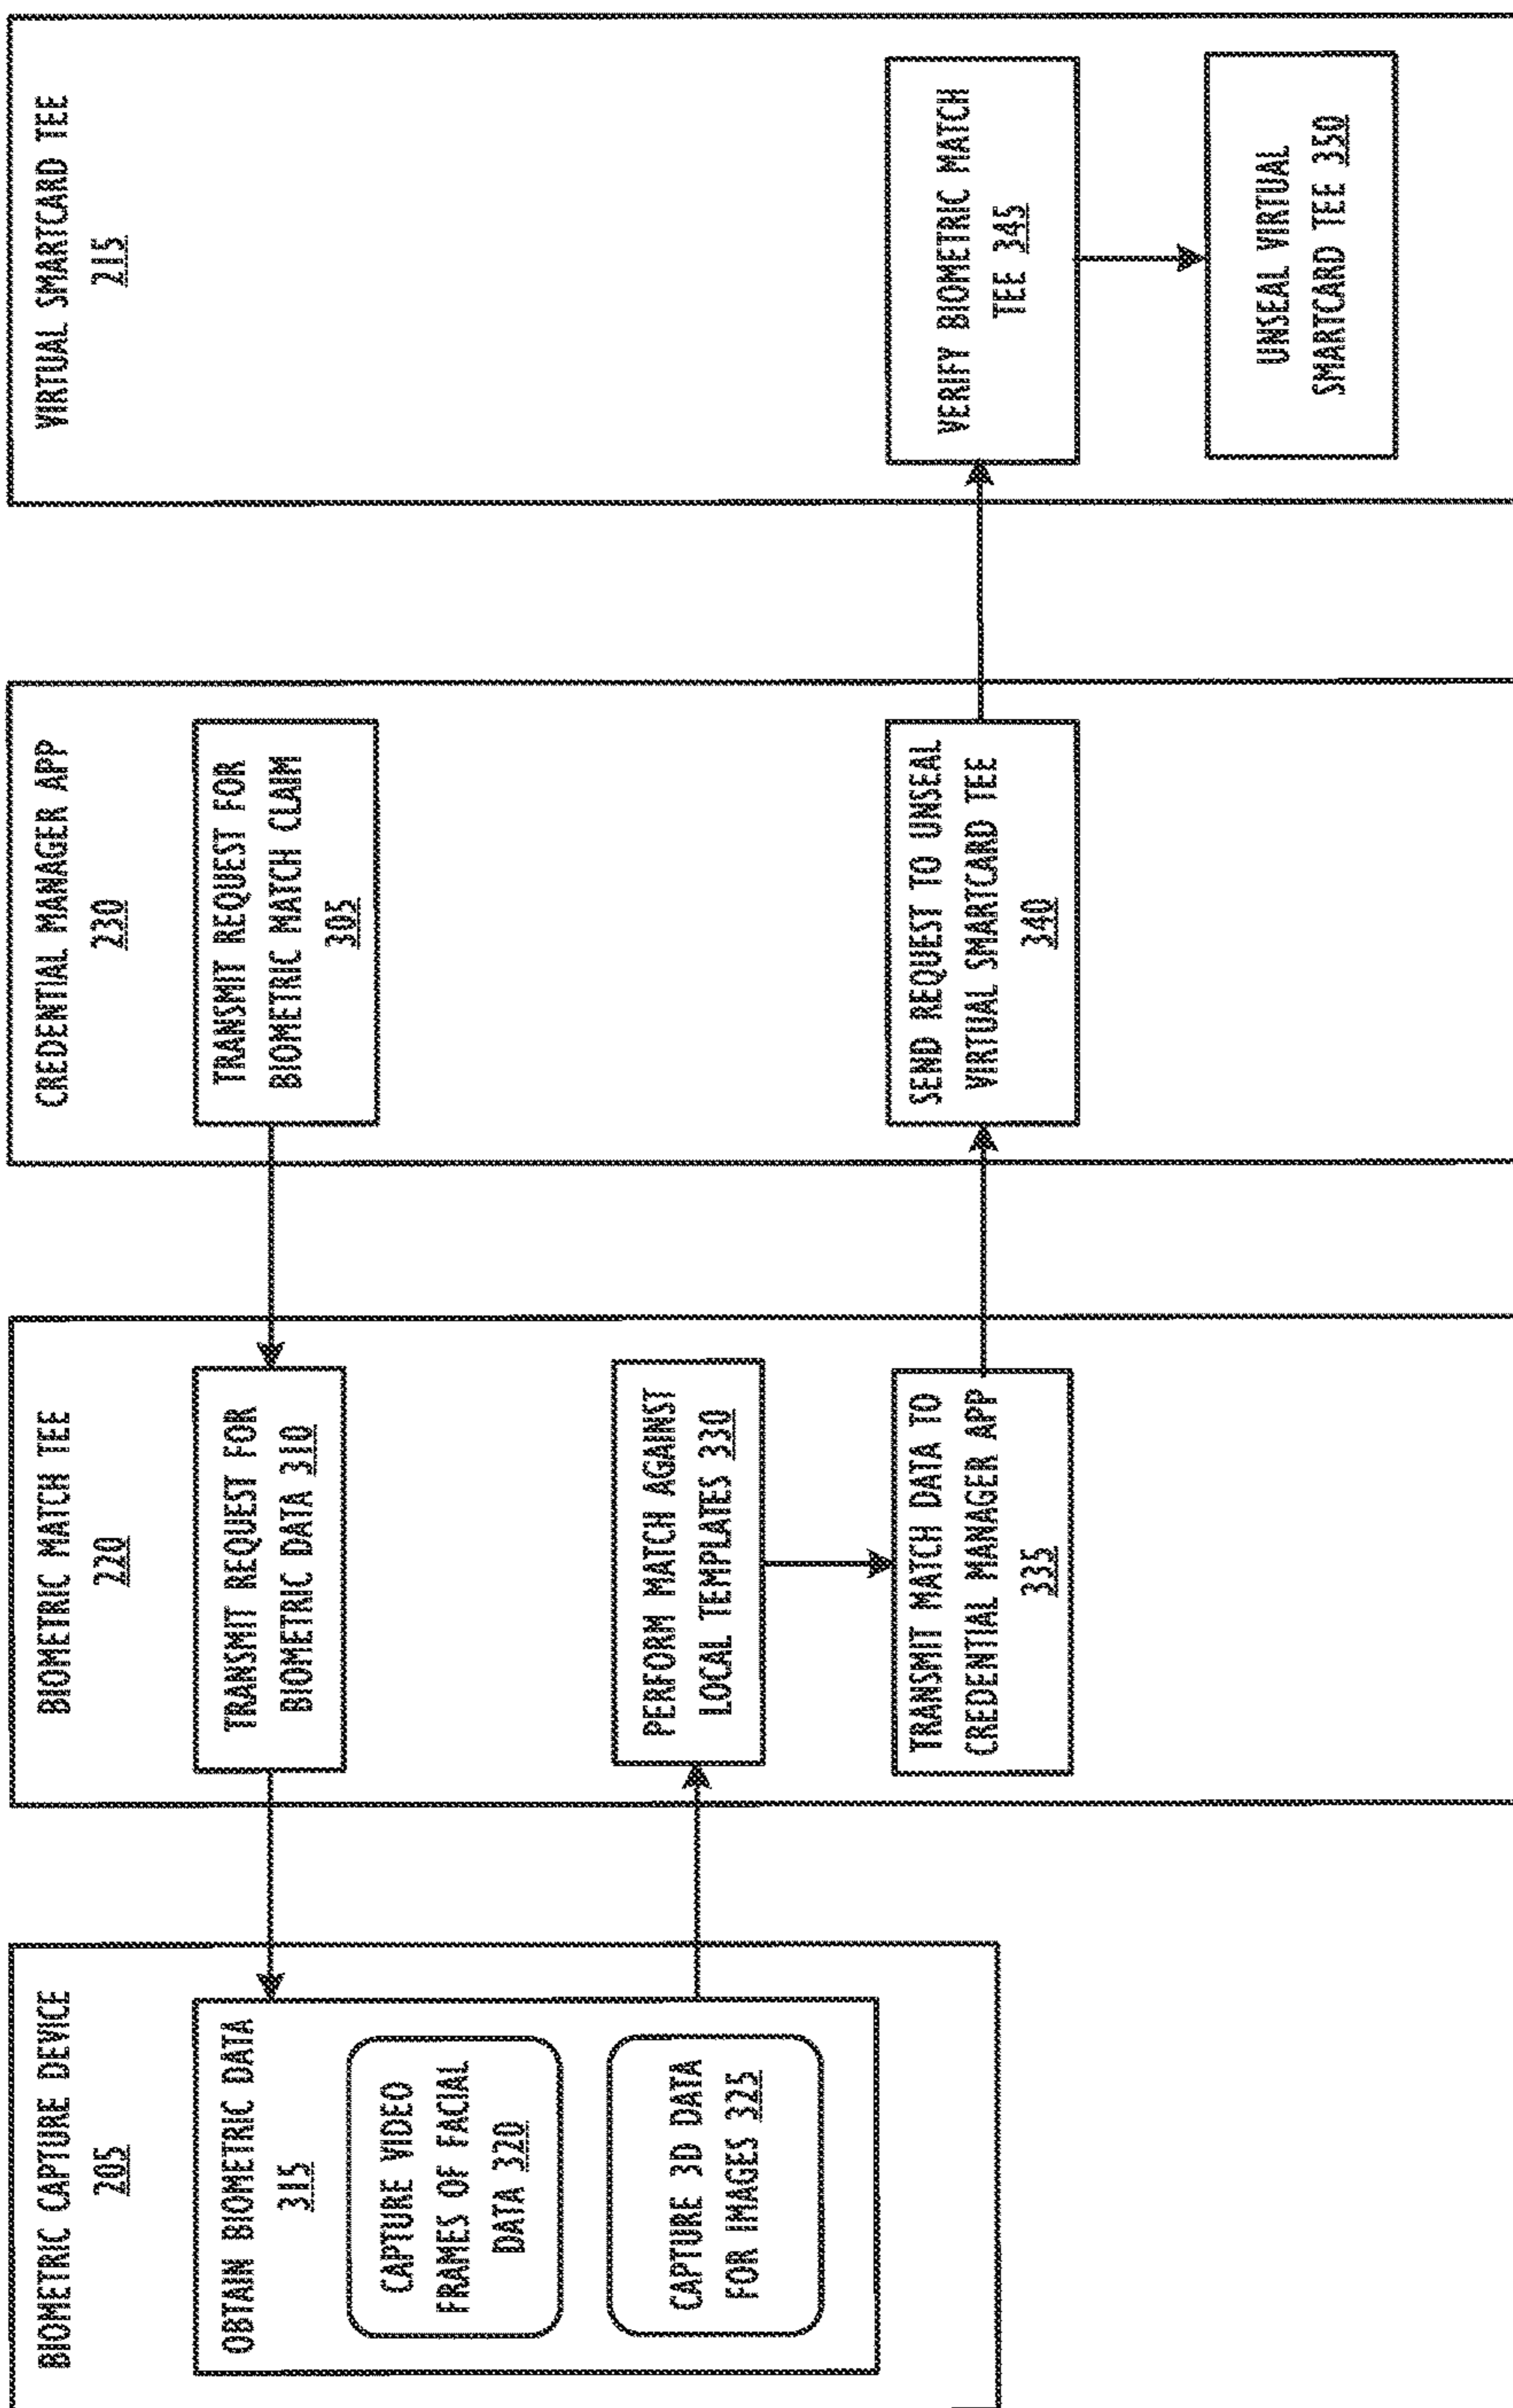 BIOMETRIC CAPTURE DEVICE
205
OBTAIN BIOMETRIC DATA
315
CAPTURE VIDEO
FRAMES OF FACIAL
DATA 320
CAPTURE 3D DATA
FOR IMAGES 325
BIOMETRIC MATCH TEE
220
TRANSMIT REQUEST FOR
BIOMETRIC DATA 310
PERFORM MATCH AGAINST
LOCAL TEMPLATES 330
TRANSMIT MATCH DATA TO
CREDENTIAL MANAGER APP
335
CREDENTIAL MANAGER APP
230
TRANSMIT REQUEST FOR
BIOMETRIC MATCH CLAIM
305
SEND REQUEST TO UNSEAL
VIRTUAL SMARTCARD TEE
340
VIRTUAL SMARTCARD TEE
215
VERIFY BIOMETRIC MATCH
TEE 345
UNSEAL VIRTUAL
SMARTCARD TEE 350